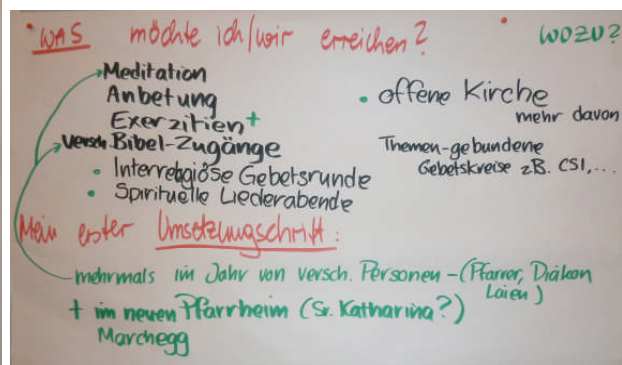 • WAS möchte ich/wir erreichen? • WOZU?
Meditation
Anbetung
Exerzitien +
versch. Bibel-Zugänge
• Interreligiöse Gebetsrunde
• Spirituelle Liederabende
• offene Kirche
mehr davon
Themen-gebundene
Gebetskreise zB. CSI,...
Mein erster Umsetzungschritt:
mehrmals im Jahr von versch. Personen - (Pfarrer, Diakon
Laien)
+ im neuen Pfarrheim (Sr. Katharina?)
Marchegg